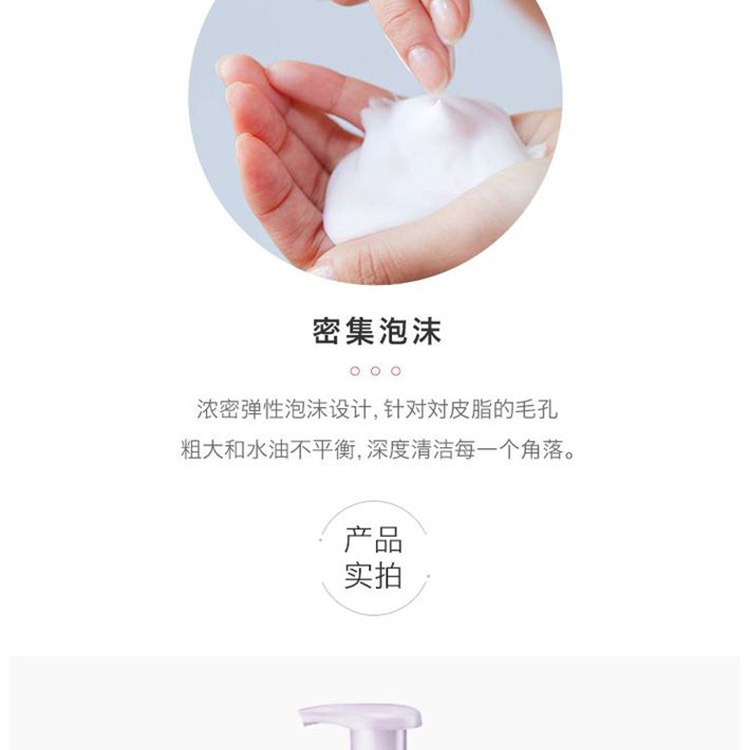 密集泡沫
浓密弹性泡沫设计,针对对皮脂的毛孔
粗大和水油不平衡,深度清洁每一个角落。
产品
实拍